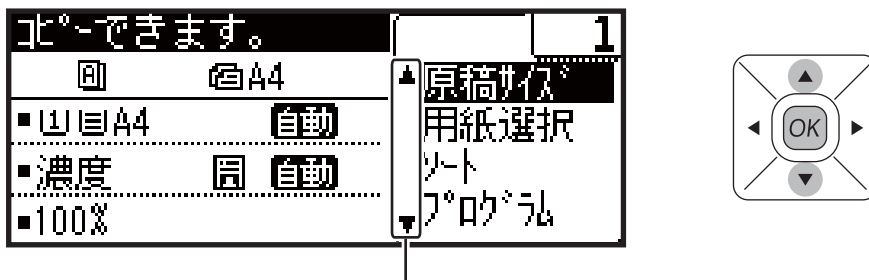 コピーできます。 1
A4
1 A4 自動
濃度 自動
100%
原稿サイズ
用紙選択
ソート
プログラム
OK